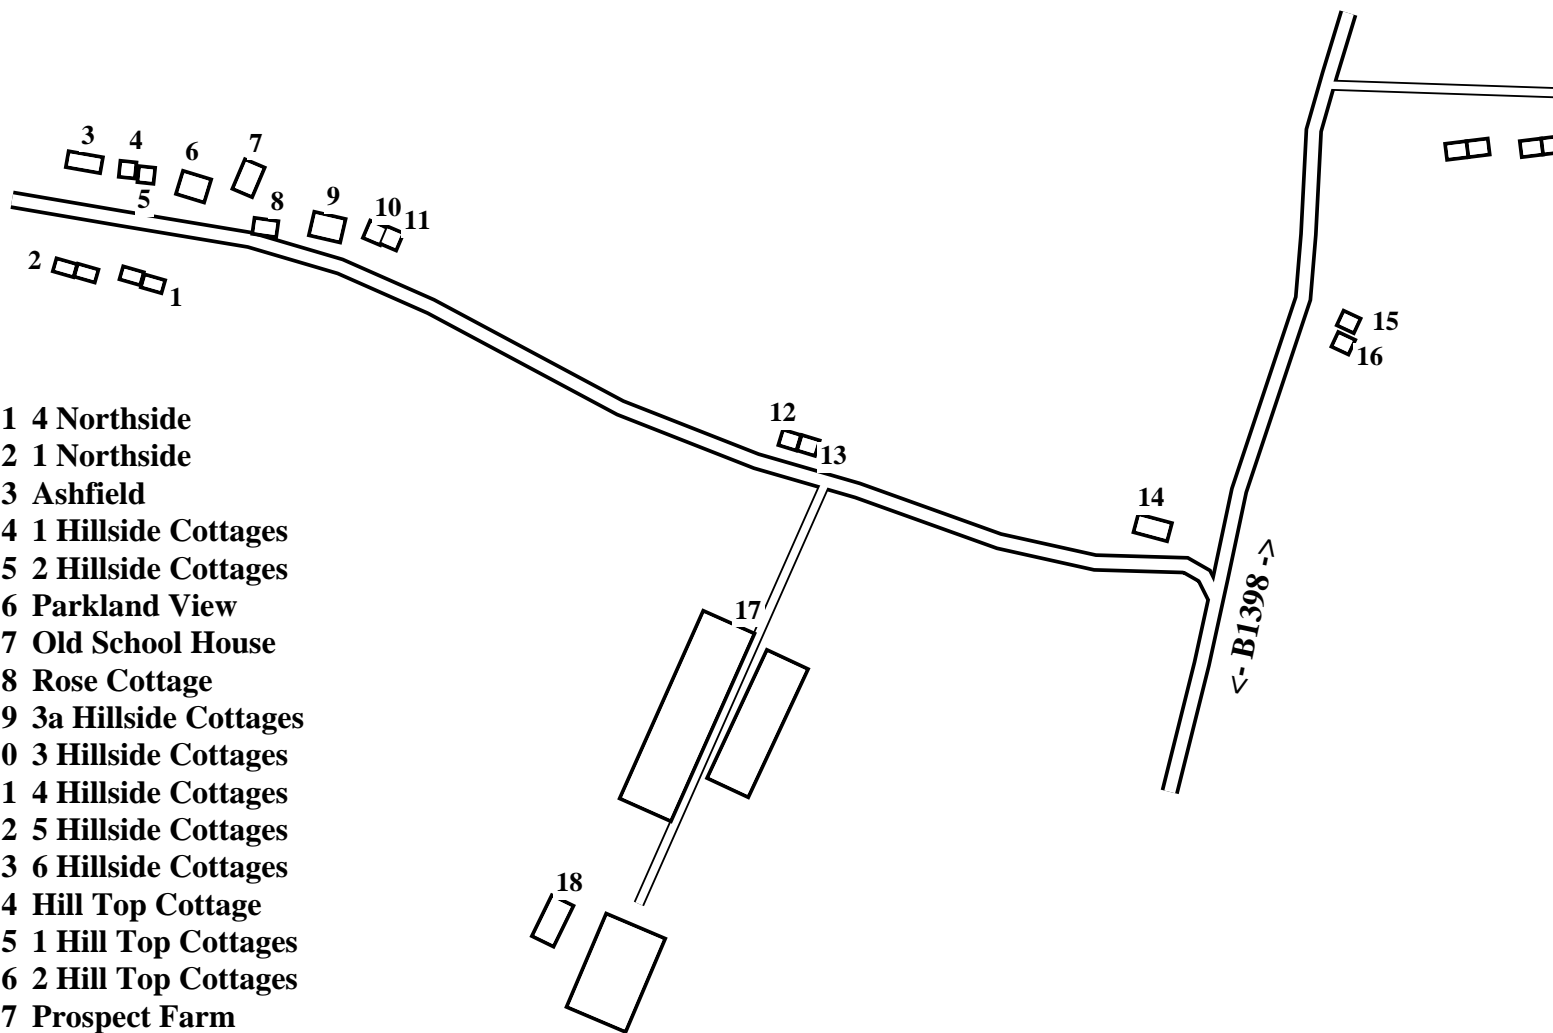 3
4
6
7
5
8
9
10
11
2
1
12
13
14
15
16
17
18
<- B1398 ->
1 4 Northside
2 1 Northside
3 Ashfield
4 1 Hillside Cottages
5 2 Hillside Cottages
6 Parkland View
7 Old School House
8 Rose Cottage
9 3a Hillside Cottages
0 3 Hillside Cottages
1 4 Hillside Cottages
2 5 Hillside Cottages
3 6 Hillside Cottages
4 Hill Top Cottage
5 1 Hill Top Cottages
6 2 Hill Top Cottages
7 Prospect Farm